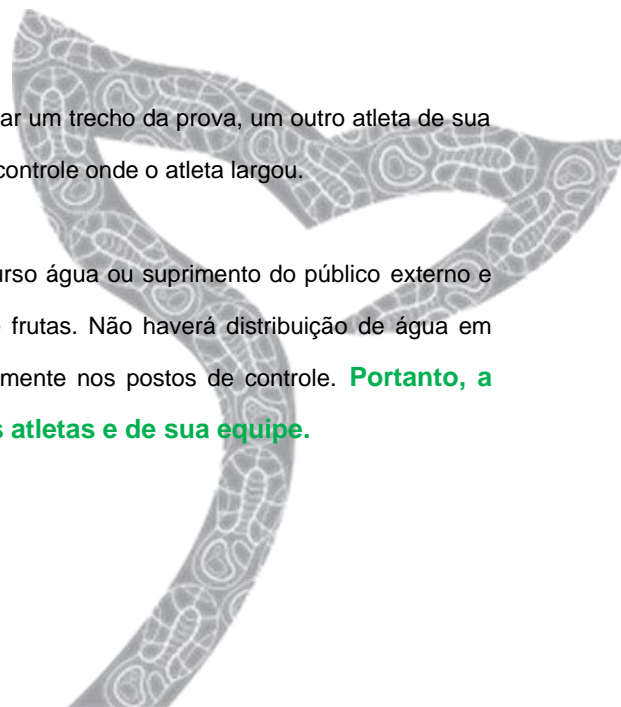 ar um trecho da prova, um outro atleta de sua
controle onde o atleta largou.
urso água ou suprimento do público externo e
frutas. Não haverá distribuição de água em
mente nos postos de controle. Portanto, a
s atletas e de sua equipe.